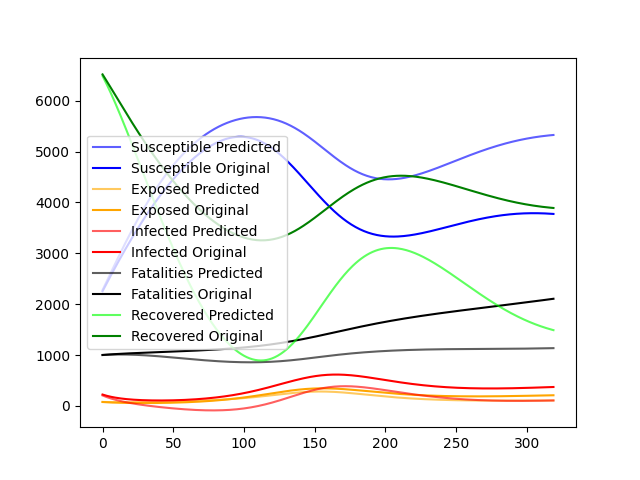 6000
5000
4000
3000
2000
1000
0
Susceptible Predicted
Susceptible Original
Exposed Predicted
Exposed Original
Infected Predicted
Infected Original
Fatalities Predicted
Fatalities Original
Recovered Predicted
Recovered Original
0 50 100 150 200 250 300